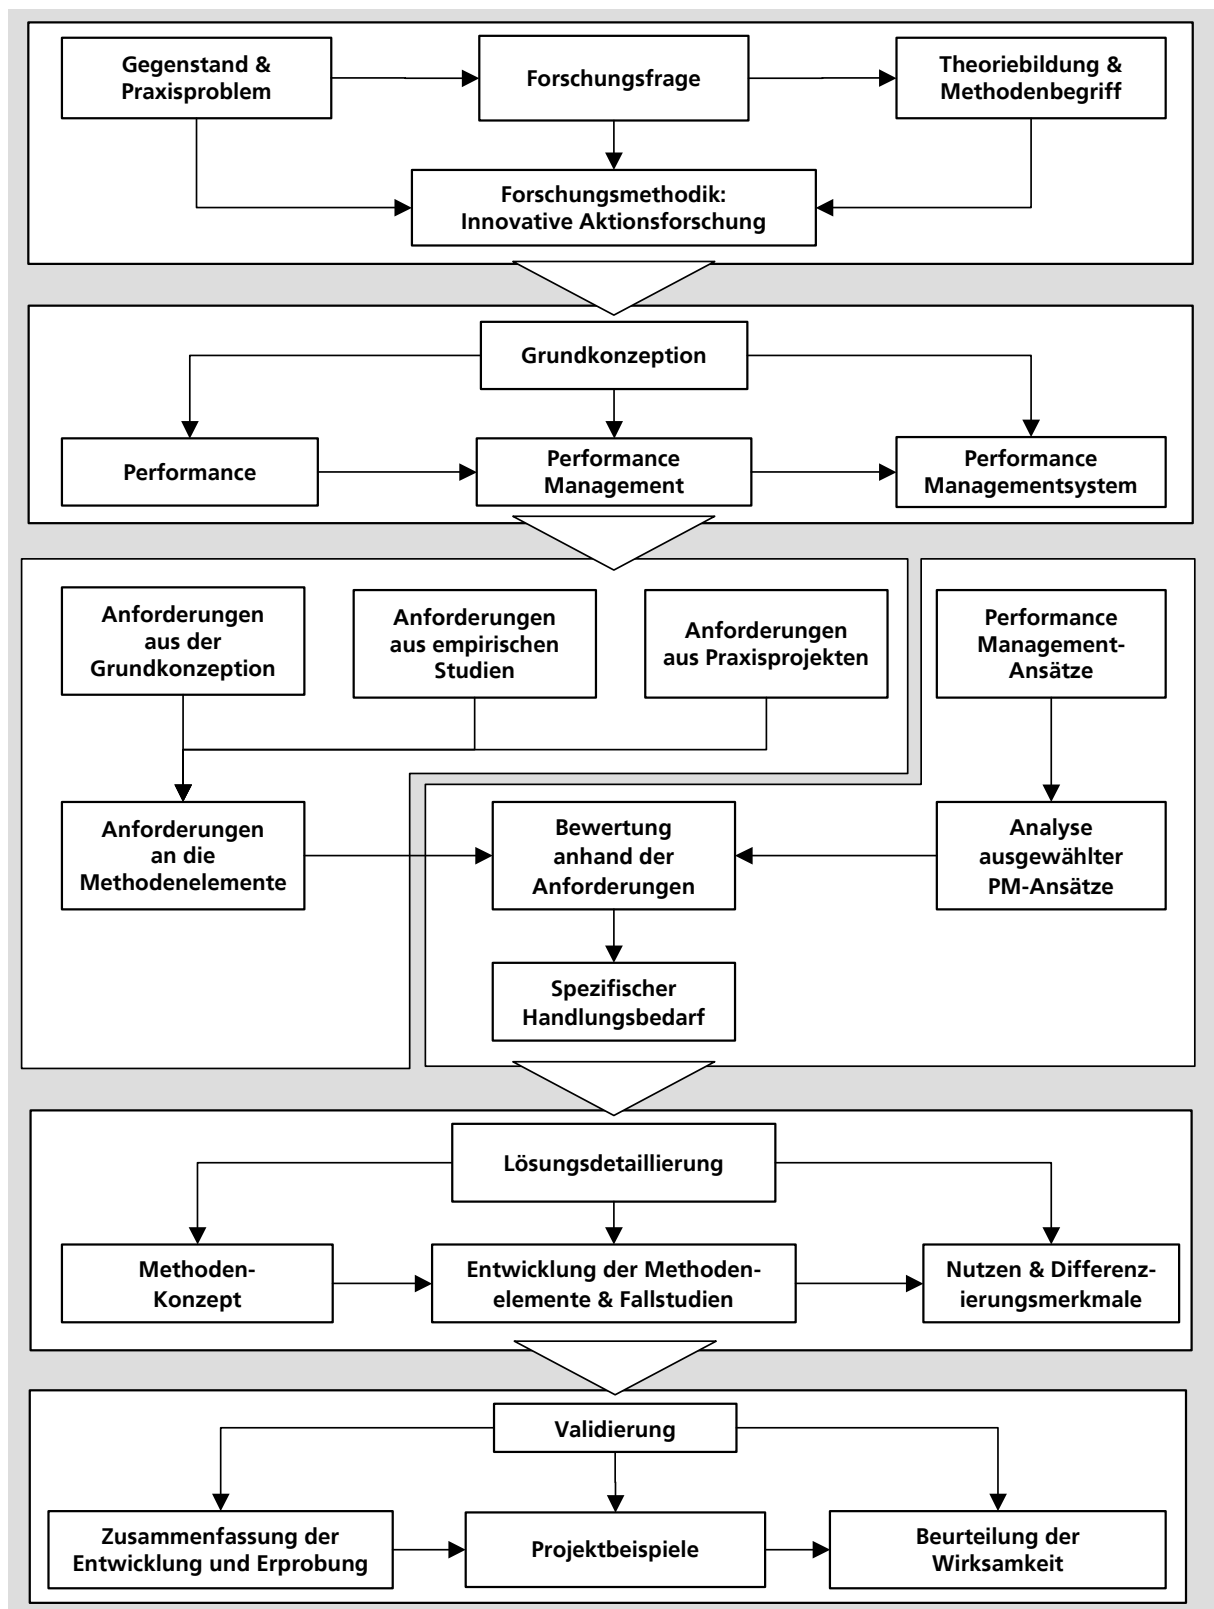 Gegenstand &
Praxisproblem
Forschungsfrage
Theoriebildung &
Methodenbegriff
Forschungsmethodik:
Innovative Aktionsforschung
Grundkonzeption
Performance
Performance
Management
Performance
Managementsystem
Anforderungen
aus der
Grundkonzeption
Anforderungen
aus empirischen
Studien
Anforderungen
aus Praxisprojekten
Performance
Management-
Ansätze
Anforderungen
an die
Methodenelemente
Bewertung
anhand der
Anforderungen
Analyse
ausgewählter
PM-Ansätze
Spezifischer
Handlungsbedarf
Lösungsdetaillierung
Methoden-
Konzept
Entwicklung der Methoden-
elemente & Fallstudien
Nutzen & Differenz-
ierungsmerkmale
Validierung
Zusammenfassung der
Entwicklung und Erprobung
Projektbeispiele
Beurteilung der
Wirksamkeit